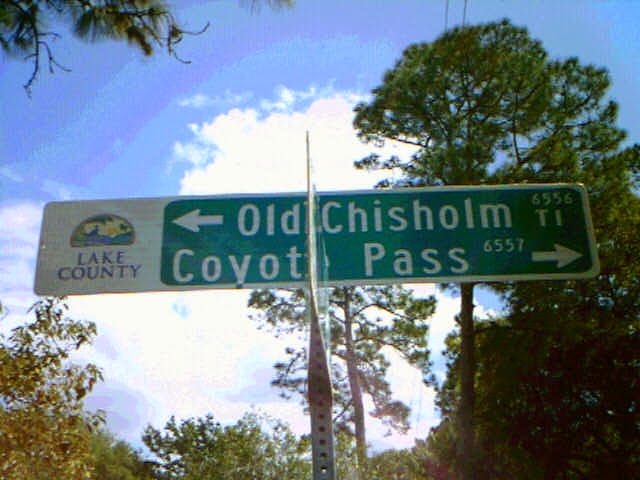 LAKE
COUNTY
Old Chisholm Tl 6556
Coyot Pass 6557